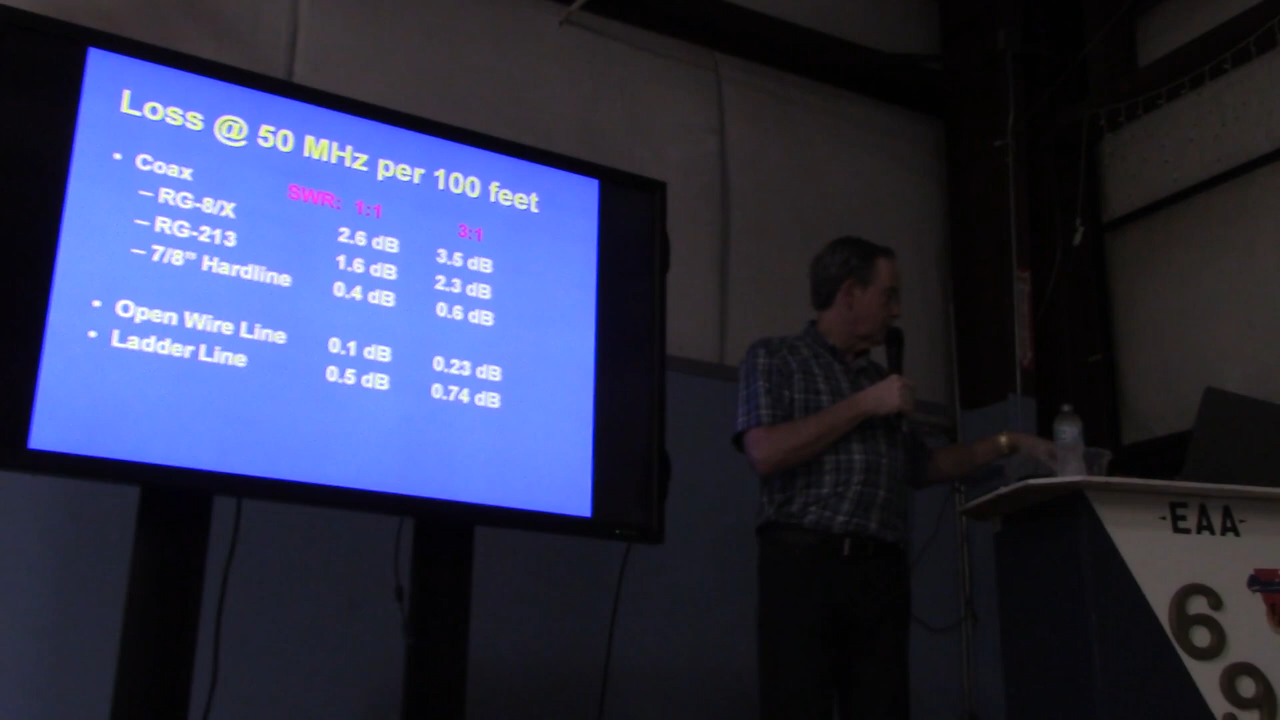 Loss @ 50 MHz per 100 feet
• Coax SWR: 1:1 3:1
– RG-8/X 2.6 dB 3.5 dB
– RG-213 1.6 dB 2.3 dB
– 7/8" Hardline 0.4 dB 0.6 dB
• Open Wire Line 0.1 dB 0.23 dB
• Ladder Line 0.5 dB 0.74 dB
-EAA-
6
9